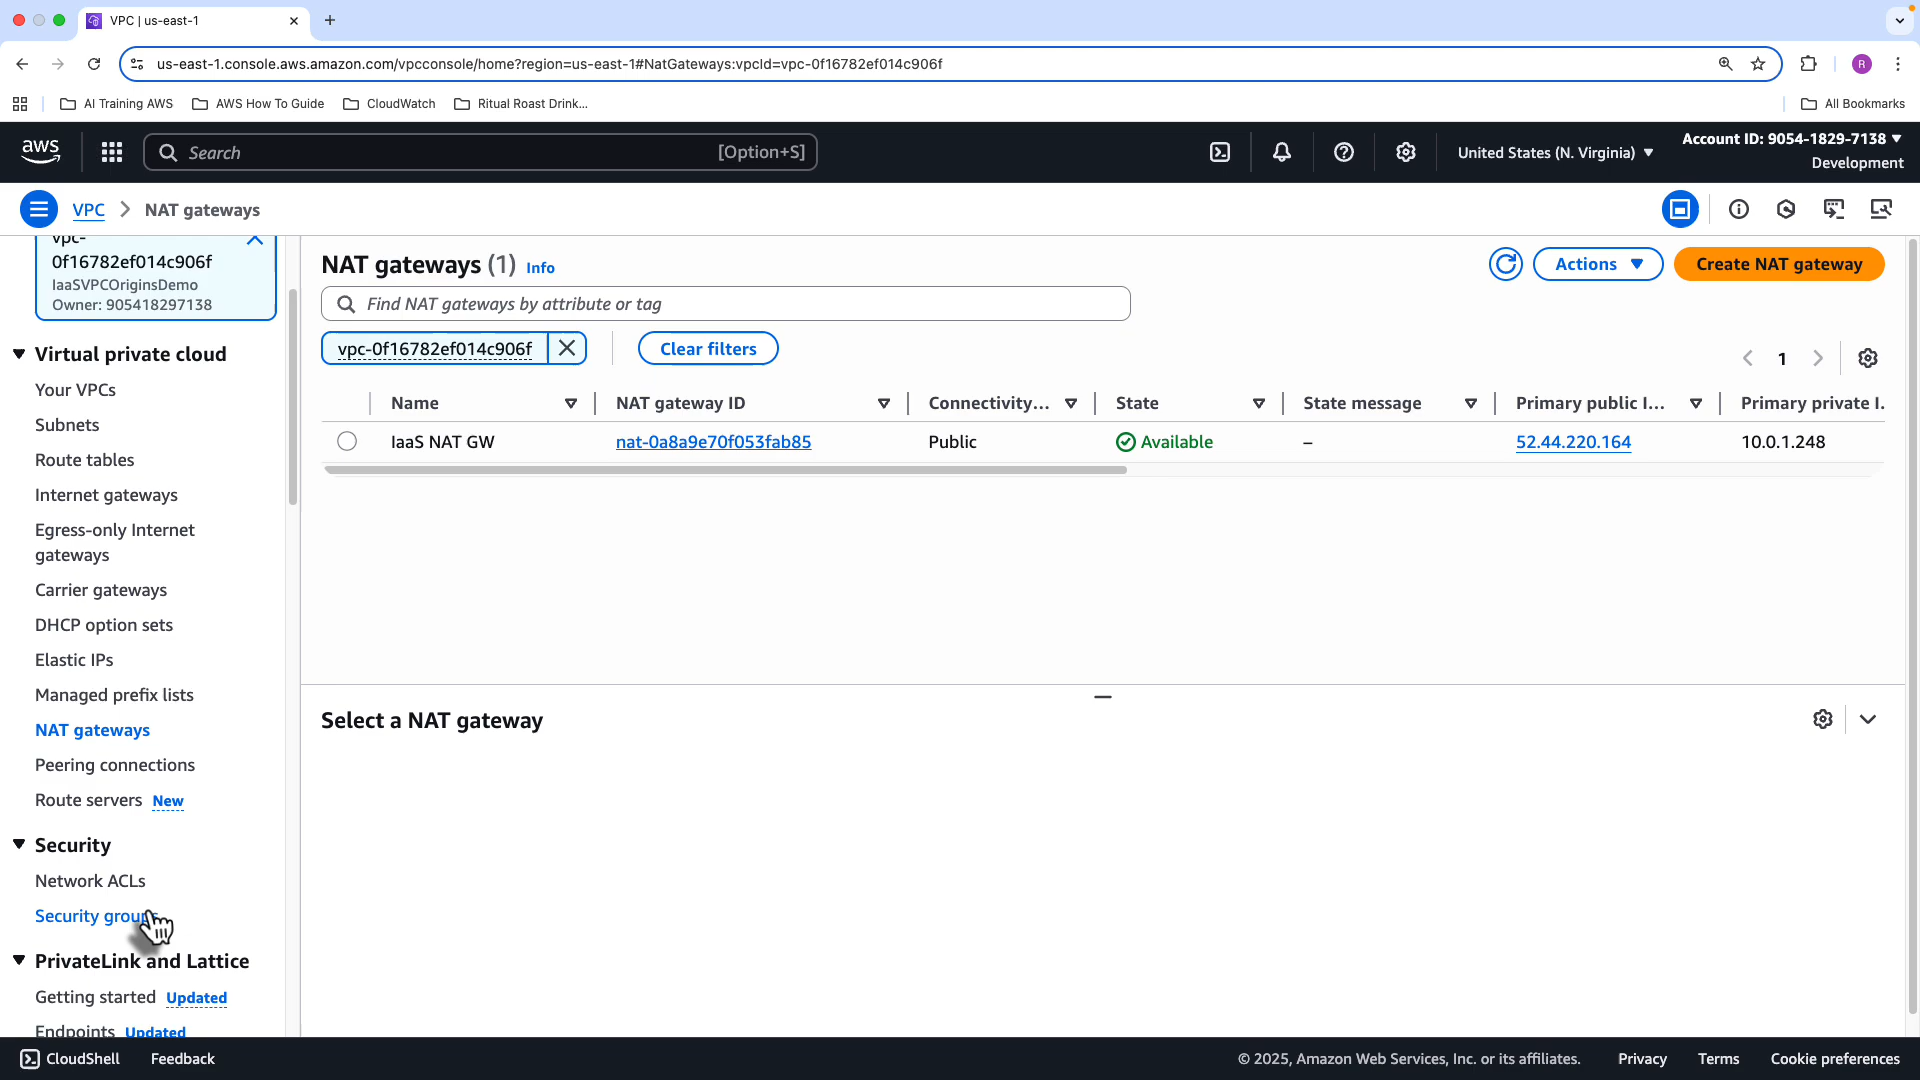 VPC | us-east-1
us-east-1.console.aws.amazon.com/vpcconsole/home?region=us-east-1#NatGateways:vpcId=vpc-0f16782ef014c906f
R
AI Training AWS
AWS How To Guide
CloudWatch
Ritual Roast Drink...
All Bookmarks
aws
Search
[Option+S]
United States (N. Virginia)
Account ID: 9054-1829-7138
Development
VPC
NAT gateways
vpc-
0f16782ef014c906f
IaaSVPCOriginsDemo
Owner: 905418297138
Virtual private cloud
Your VPCs
Subnets
Route tables
Internet gateways
Egress-only Internet
gateways
Carrier gateways
DHCP option sets
Elastic IPs
Managed prefix lists
NAT gateways
Peering connections
Route servers New
Security
Network ACLs
Security groups
PrivateLink and Lattice
Getting started Updated
Endpoints Updated
NAT gateways (1) Info
Actions
Create NAT gateway
Find NAT gateways by attribute or tag
vpc-0f16782ef014c906f
Clear filters
1
Name
NAT gateway ID
Connectivity...
State
State message
Primary public I...
Primary private I.
IaaS NAT GW
nat-0a8a9e70f053fab85
Public
Available
–
52.44.220.164
10.0.1.248
Select a NAT gateway
CloudShell
Feedback
© 2025, Amazon Web Services, Inc. or its affiliates.
Privacy
Terms
Cookie preferences